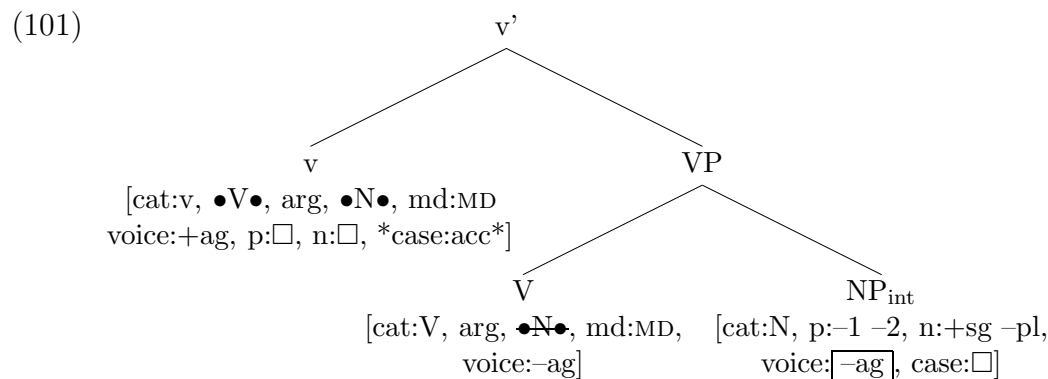 (101)
v'
v VP
[cat:v, ●V●, arg, ●N●, md:MD
voice:+ag, p:□, n:□, *case:acc*]
V NP_int
[cat:V, arg, ●N●, md:MD, [cat:N, p:–1 –2, n:+sg –pl,
voice:–ag] voice: –ag , case:□]